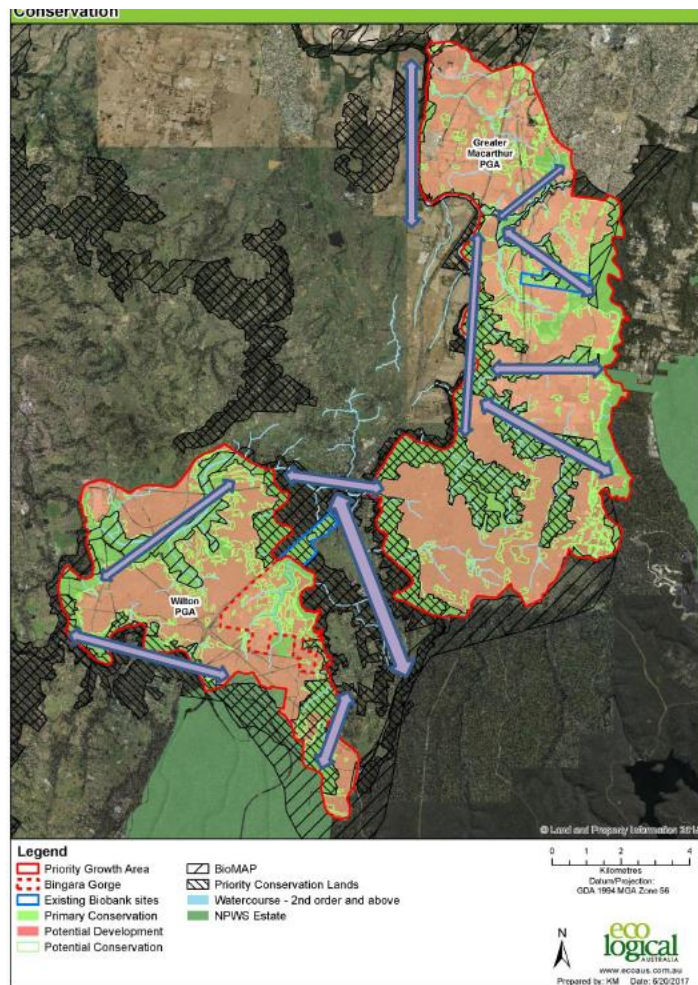 Conservation
Greater
Macarthur
PGA
Wilton
PGA
© Land and Property Information 201
Legend
Priority Growth Area
Bingara Gorge
Existing Biobank sites
Primary Conservation
Potential Development
Potential Conservation
BioMAP
Priority Conservation Lands
Watercourse - 2nd order and above
NPWS Estate
0 1 2 4
Kilometres
Datum/Projection:
GDA 1994 MGA Zone 56
N
eco
logical
AUSTRALIA
www.ecoaus.com.au
Prepared by: KM Date: 6/20/2017